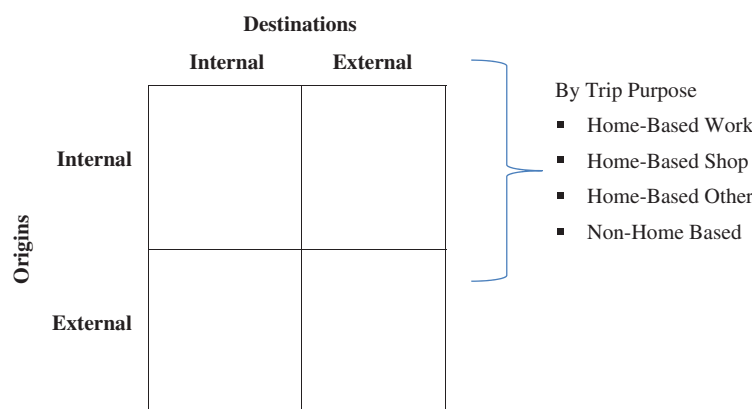 Destinations
Internal External
By Trip Purpose
▪ Home-Based Work
Internal
▪ Home-Based Shop
▪ Home-Based Other
Origins
▪ Non-Home Based
External